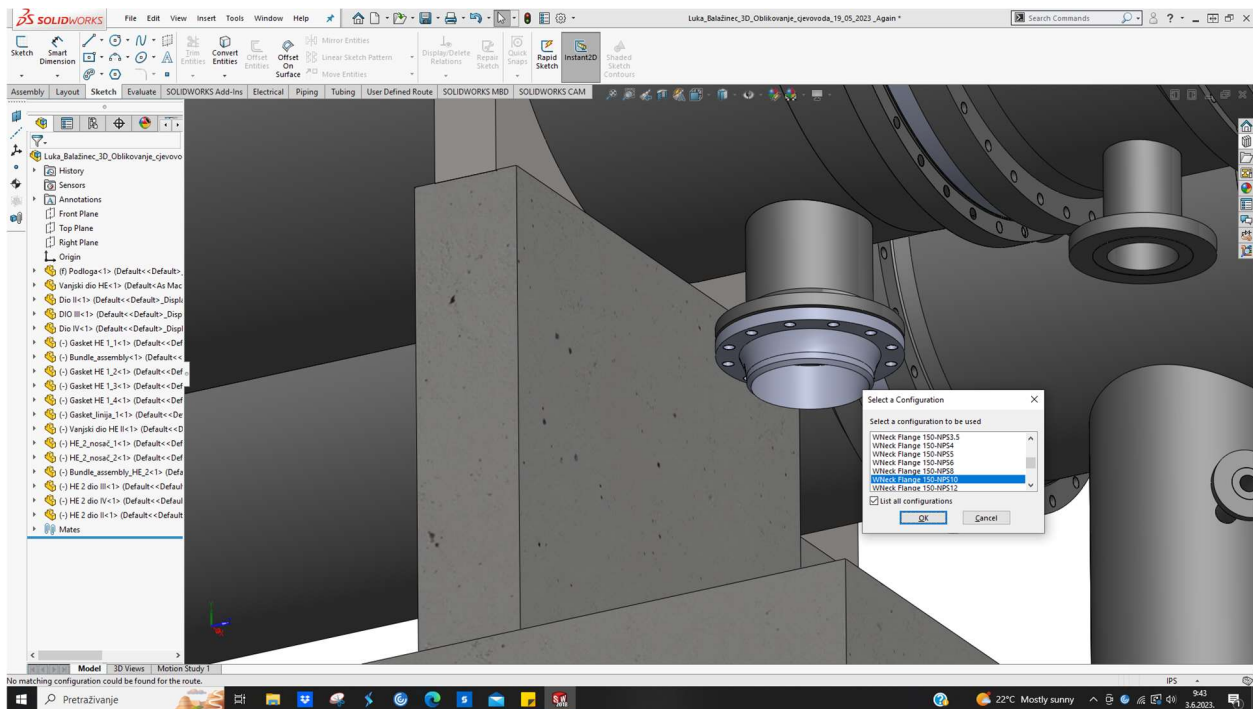 SOLIDWORKS File Edit View Insert Tools Window Help Luka_Balažinec_3D_Oblikovanje_cjevovoda_19_05_2023 _Again * Search Commands
Sketch Smart Dimension Trim Entities Convert Entities Offset Entities Offset On Surface Mirror Entities Linear Sketch Pattern Move Entities Display/Delete Relations Repair Sketch Quick Snaps Rapid Sketch Instant2D Shaded Sketch Contours
Assembly Layout Sketch Evaluate SOLIDWORKS Add-Ins Electrical Piping Tubing User Defined Route SOLIDWORKS MBD SOLIDWORKS CAM
Luka_Balažinec_3D_Oblikovanje_cjevovo
History
Sensors
Annotations
Front Plane
Top Plane
Right Plane
Origin
(f) Podloga<1> (Default<<Default>_
Vanjski dio HE<1> (Default<As Mac
Dio II<1> (Default<<Default>_Displa
DIO III<1> (Default<<Default>_Disp
Dio IV<1> (Default<<Default>_Displ
(-) Gasket HE 1_1<1> (Default<<Def
(-) Bundle_assembly<1> (Default<<
(-) Gasket HE 1_2<1> (Default<<Def
(-) Gasket HE 1_3<1> (Default<<Def
(-) Gasket HE 1_4<1> (Default<<Def
(-) Gasket_linija_1<1> (Default<<De
(-) Vanjski dio HE II<1> (Default<<D
(-) HE_2_nosač_1<1> (Default<<Def
(-) HE_2_nosač_2<1> (Default<<Def
(-) Bundle_assembly_HE_2<1> (Defa
(-) HE 2 dio III<1> (Default<<Defaul
(-) HE 2 dio IV<1> (Default<<Defaul
(-) HE 2 dio II<1> (Default<<Default
Mates
Select a Configuration
Select a configuration to be used
WNeck Flange 150-NPS3.5
WNeck Flange 150-NPS4
WNeck Flange 150-NPS5
WNeck Flange 150-NPS6
WNeck Flange 150-NPS8
WNeck Flange 150-NPS10
WNeck Flange 150-NPS12
List all configurations
OK Cancel
Model 3D Views Motion Study 1
No matching configuration could be found for the route. IPS
Pretraživanje 22°C Mostly sunny 9:43
3.6.2023.